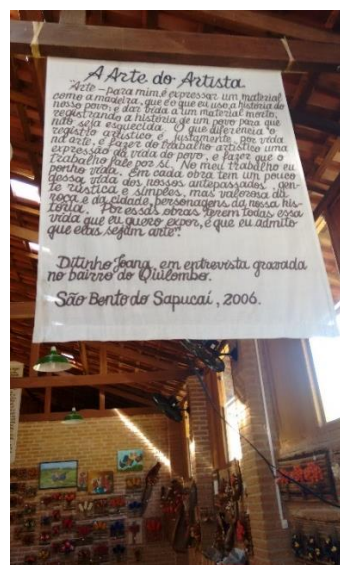 A Arte do Artista
"Arte - para mim é expressar um material
como a madeira, que é o que eu uso, a história do
nosso povo, é dar vida a um material morto,
registrando a história de um povo para que
não seja esquecida. O que diferencia o
registro artístico é, justamente, por vida
na arte, é fazer do trabalho artístico uma
expressão da vida do povo, e fazer que o
trabalho fale por si. No meu trabalho eu
ponho vida. Em cada obra tem um pouco
dessa vida dos nossos antepassados, gen-
te rústica e simples, mas valorosa da
roça e da cidade, personagens da nossa his-
tória. Por essas obras terem todas essa
vida que eu quero expor, é que eu admito
que elas sejam arte".
Ditinho Joana, em entrevista gravada
no bairro do Quilombo.
São Bento do Sapucaí, 2006.